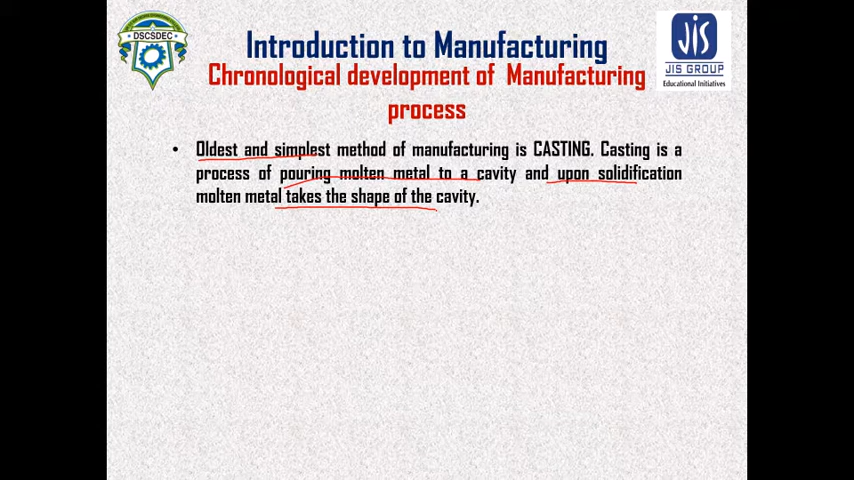 DSCSDEC
Introduction to Manufacturing
JIS
JIS GROUP
Educational Initiatives
Chronological development of Manufacturing
process
• Oldest and simplest method of manufacturing is CASTING. Casting is a
process of pouring molten metal to a cavity and upon solidification
molten metal takes the shape of the cavity.